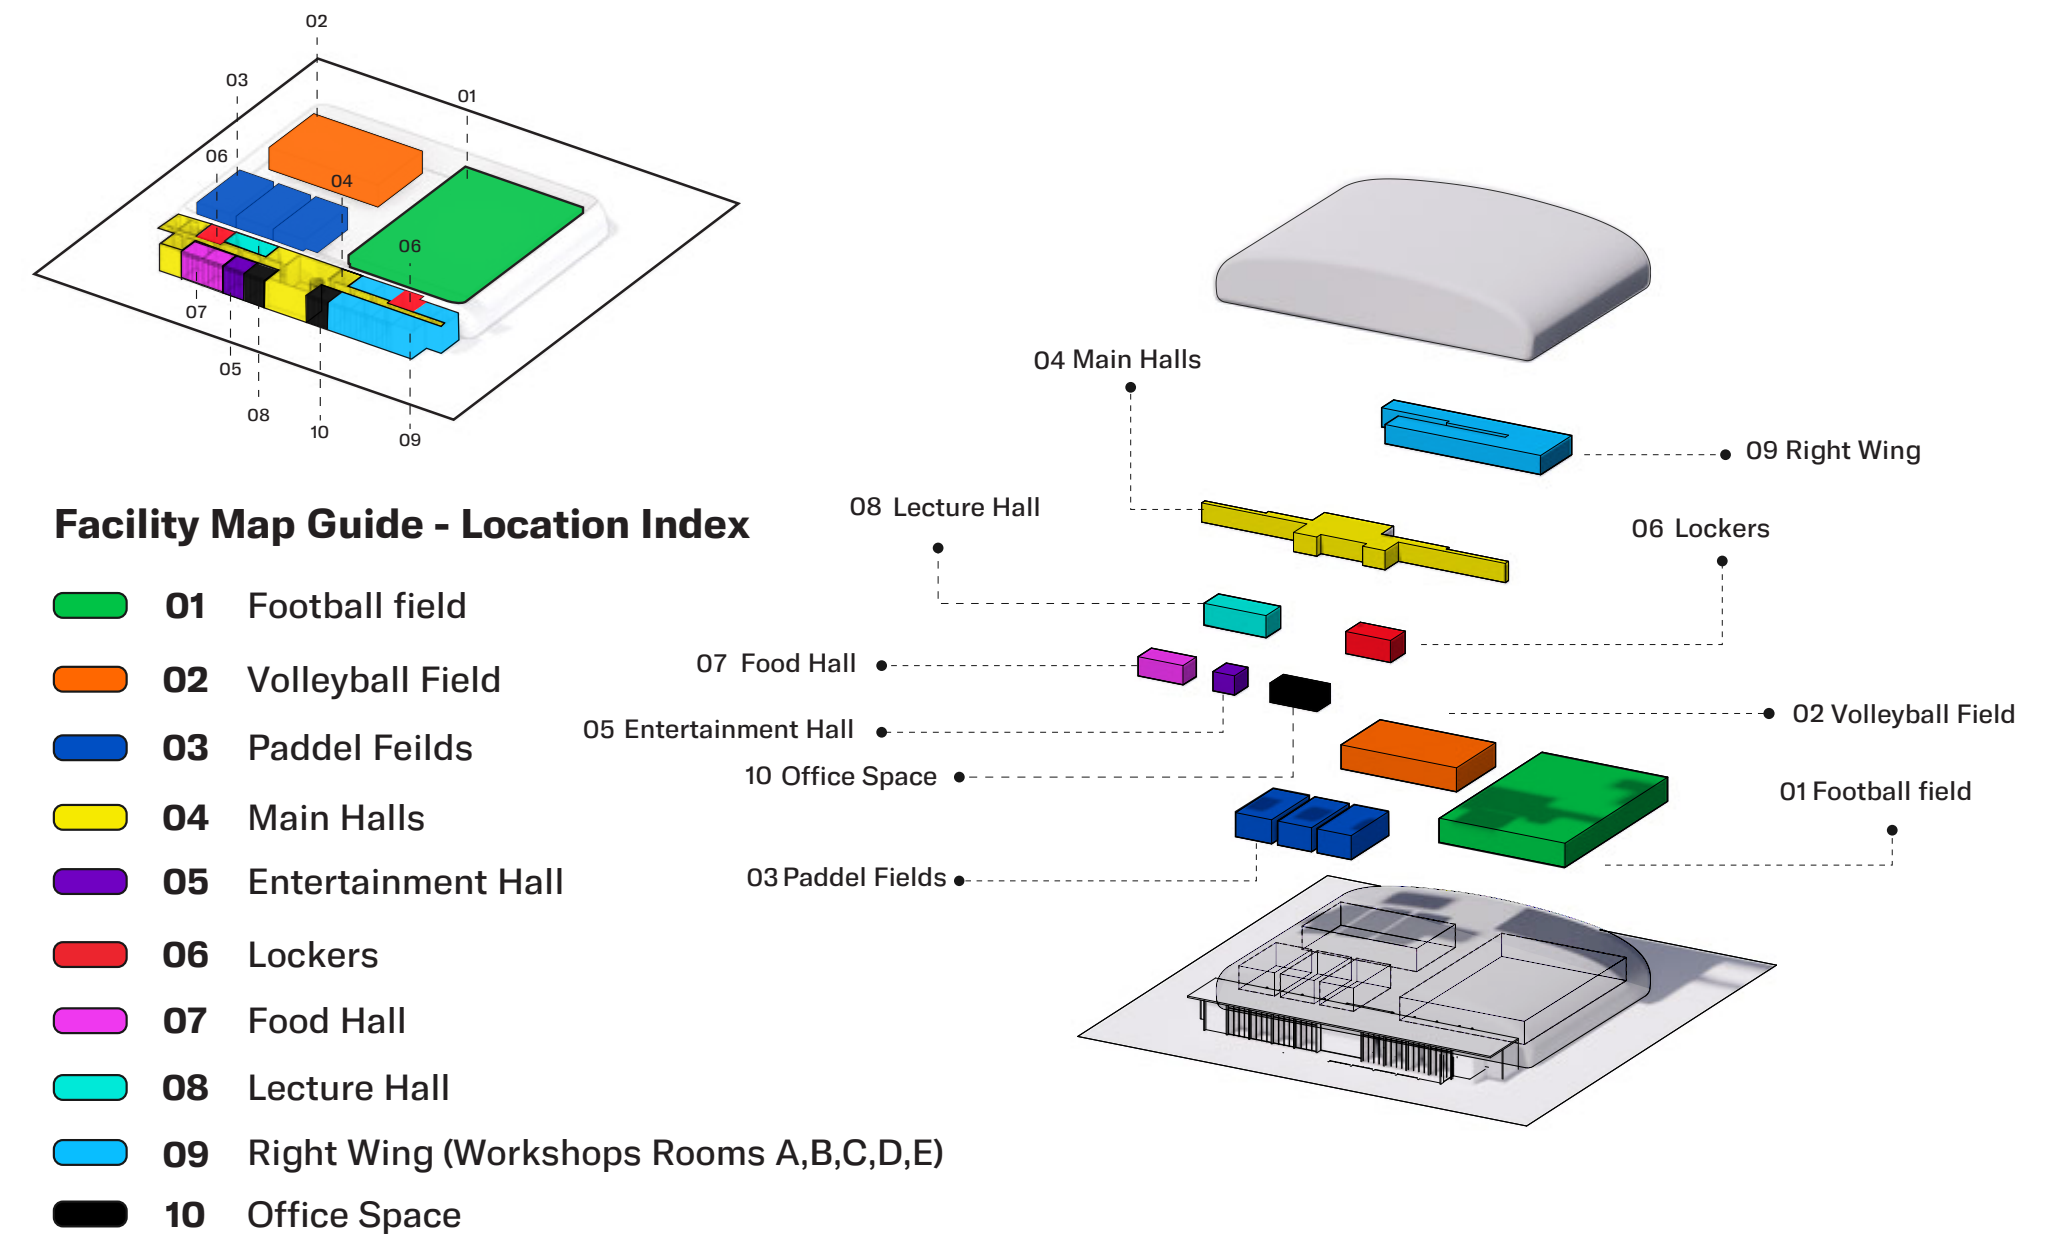 02
03
01
06
04
06
07
05
08
10
09
Facility Map Guide - Location Index
01 Football field
02 Volleyball Field
03 Paddel Feilds
04 Main Halls
05 Entertainment Hall
06 Lockers
07 Food Hall
08 Lecture Hall
09 Right Wing (Workshops Rooms A,B,C,D,E)
10 Office Space
04 Main Halls
09 Right Wing
08 Lecture Hall
06 Lockers
07 Food Hall
02 Volleyball Field
05 Entertainment Hall
10 Office Space
01 Football field
03 Paddel Fields